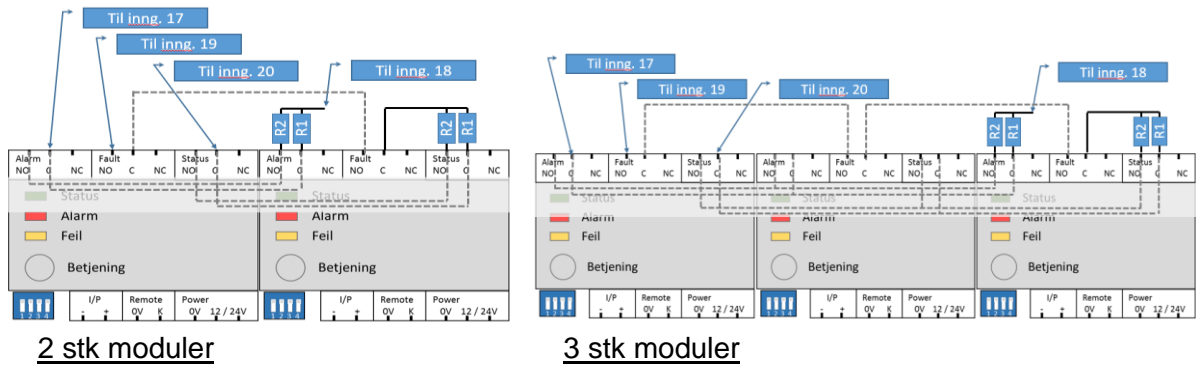 Til inng. 17
Til inng. 19
Til inng. 20
Til inng. 18
R2 R1
R2 R1
Alarm Fault Status Alarm Fault Status
NO C NC NO C NC NO C NC NO C NC NO C NC NO C NC
Status Status
Alarm Alarm
Feil Feil
Betjening Betjening
I/P Remote Power I/P Remote Power
1 2 3 4 - + 0V K 0V 12 / 24V 1 2 3 4 - + 0V K 0V 12 / 24V
2 stk moduler
Til inng. 17
Til inng. 19
Til inng. 20
Til inng. 18
R2 R1
R2 R1
Alarm Fault Status Alarm Fault Status Alarm Fault Status
NO C NC NO C NC NO C NC NO C NC NO C NC NO C NC NO C NC NO C NC NO C NC
Status Status Status
Alarm Alarm Alarm
Feil Feil Feil
Betjening Betjening Betjening
I/P Remote Power I/P Remote Power I/P Remote Power
1 2 3 4 - + 0V K 0V 12 / 24V 1 2 3 4 - + 0V K 0V 12 / 24V 1 2 3 4 - + 0V K 0V 12 / 24V
3 stk moduler